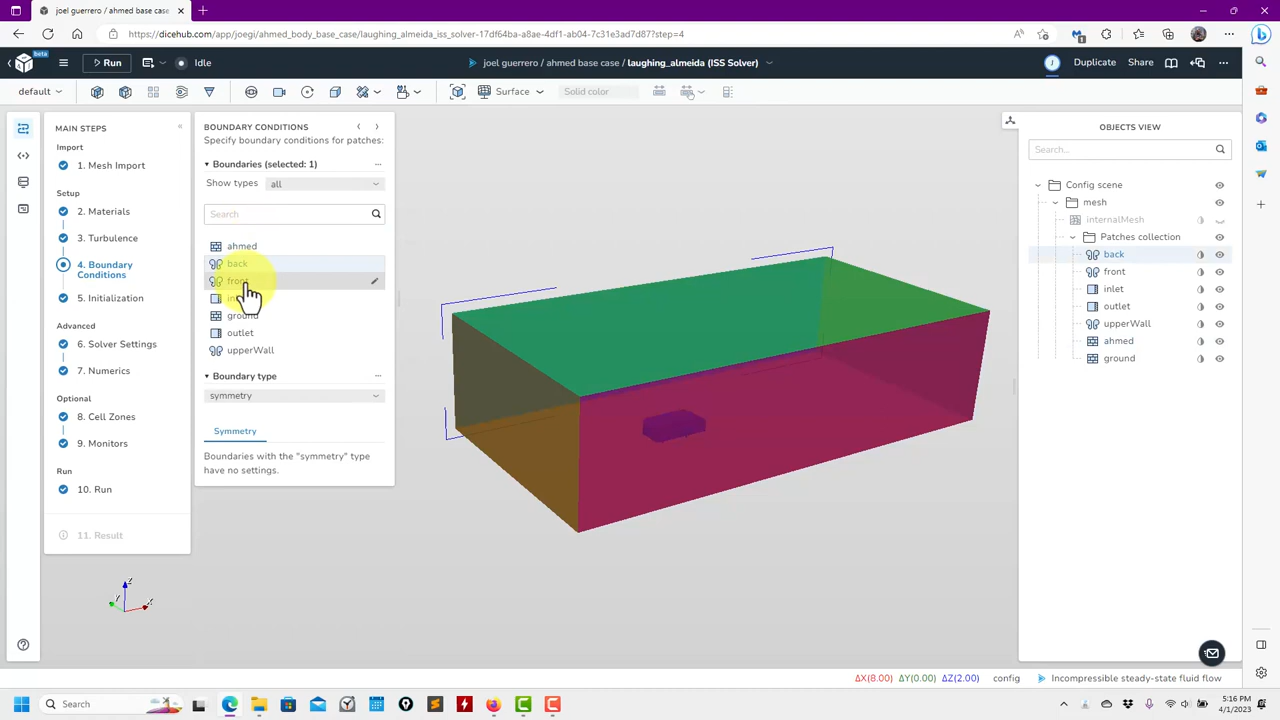 joel guerrero / ahmed base case
https://dicehub.com/app/joegi/ahmed_body_base_case/laughing_almeida_iss_solver-17df64ba-a8ef-4af1-ab04-7c31e3ad7d87?step=4
beta
Run
Idle
joel guerrero / ahmed base case / laughing_almeida (ISS Solver)
J
Duplicate
Share
default
Surface
Solid color
MAIN STEPS
Import
1. Mesh Import
Setup
2. Materials
3. Turbulence
4. Boundary
Conditions
5. Initialization
Advanced
6. Solver Settings
7. Numerics
Optional
8. Cell Zones
9. Monitors
Run
10. Run
11. Result
BOUNDARY CONDITIONS
Specify boundary conditions for patches:
Boundaries (selected: 1)
Show types
all
Search
ahmed
back
front
ground
outlet
upperWall
Boundary type
symmetry
Symmetry
Boundaries with the "symmetry" type
have no settings.
OBJECTS VIEW
Search...
Config scene
mesh
internalMesh
Patches collection
back
front
inlet
outlet
upperWall
ahmed
ground
Z
X
Y
ΔX(8.00)
ΔY(0.00)
ΔZ(2.00)
config
Incompressible steady-state fluid flow
Search
5:16 PM
4/1/2023